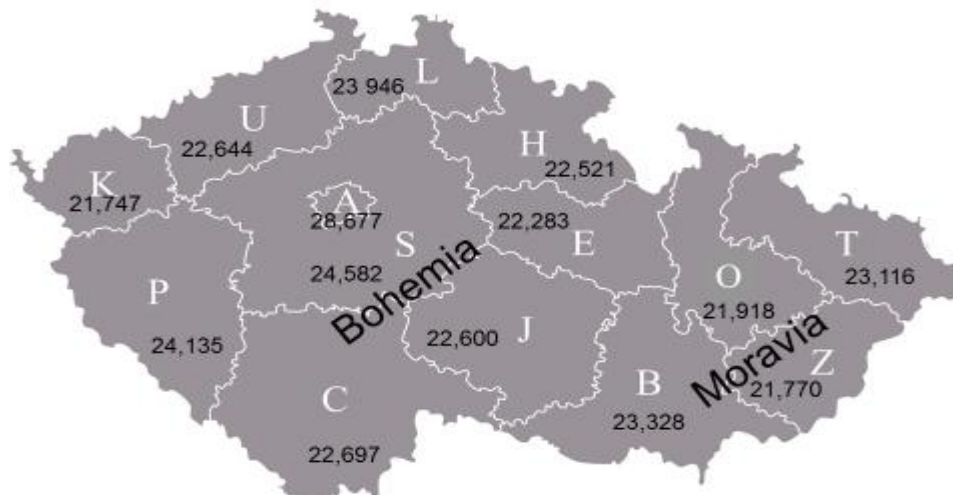 L
23 946
U
22,644
H
22,521
K
21,747
A
28,677
22,283
E
S
24,582
Bohemia
T
23,116
O
21,918
P
24,135
J
22,600
Moravia
Z
21,770
B
23,328
C
22,697